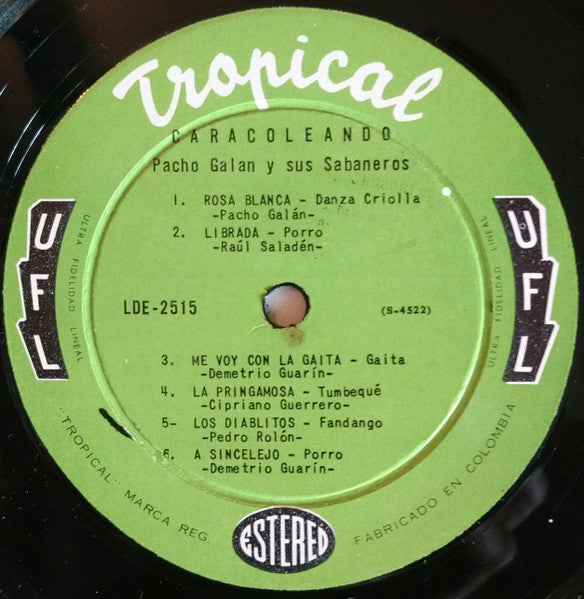 Tropical
CARACOLEANDO
Pacho Galan y sus Sabaneros
1. ROSA BLANCA - Danza Criolla
-Pacho Galán-
2. LIBRADA - Porro
-Raúl Saladén-
UFL
ULTRA FIDELIDAD LINEAL
LDE-2515
(S-4522)
ULTRA FIDELIDAD LINEAL
UFL
3. ME VOY CON LA GAITA - Gaita
-Demetrio Guarín-
4. LA PRINGAMOSA - Tumbequé
-Cipriano Guerrero-
5- LOS DIABLITOS - Fandango
-Pedro Rolón-
6. A SINCELEJO - Porro
-Demetrio Guarín-
"TROPICAL" MARCA REG.
ESTEREO
FABRICADO EN COLOMBIA